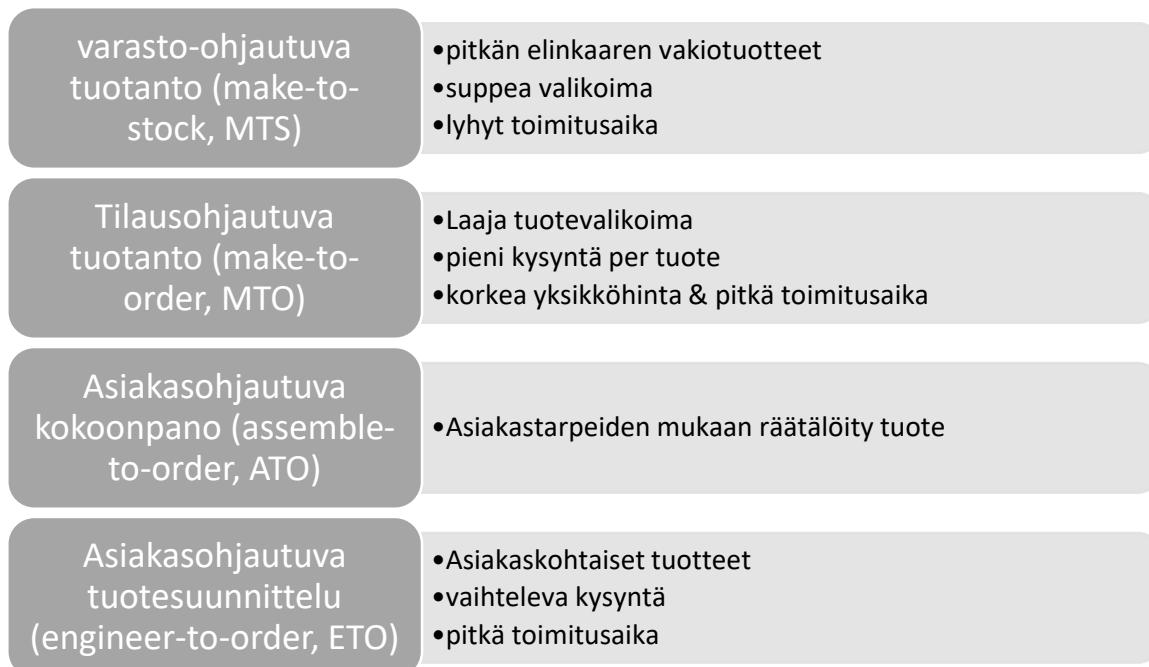 varasto-ohjautuva
tuotanto (make-to-
stock, MTS)
•pitkän elinkaaren vakiotuotteet
•suppea valikoima
•lyhyt toimitusaika
Tilausohjautuva
tuotanto (make-to-
order, MTO)
•Laaja tuotevalikoima
•pieni kysyntä per tuote
•korkea yksikköhinta & pitkä toimitusaika
Asiakasohjautuva
kokoonpano (assemble-
to-order, ATO)
•Asiakastarpeiden mukaan räätälöity tuote
Asiakasohjautuva
tuotesuunnittelu
(engineer-to-order, ETO)
•Asiakaskohtaiset tuotteet
•vaihteleva kysyntä
•pitkä toimitusaika